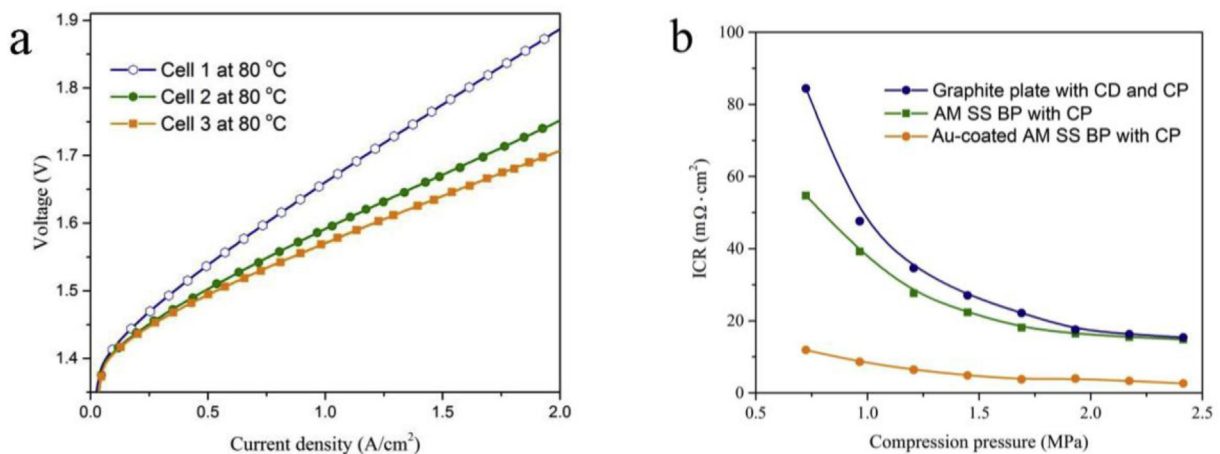 a
Cell 1 at 80 °C
Cell 2 at 80 °C
Cell 3 at 80 °C
Voltage (V)
1.9
1.8
1.7
1.6
1.5
1.4
0.0 0.5 1.0 1.5 2.0
Current density (A/cm²)
b
Graphite plate with CD and CP
AM SS BP with CP
Au-coated AM SS BP with CP
ICR (mΩ·cm²)
100
80
60
40
20
0
0.5 1.0 1.5 2.0 2.5
Compression pressure (MPa)